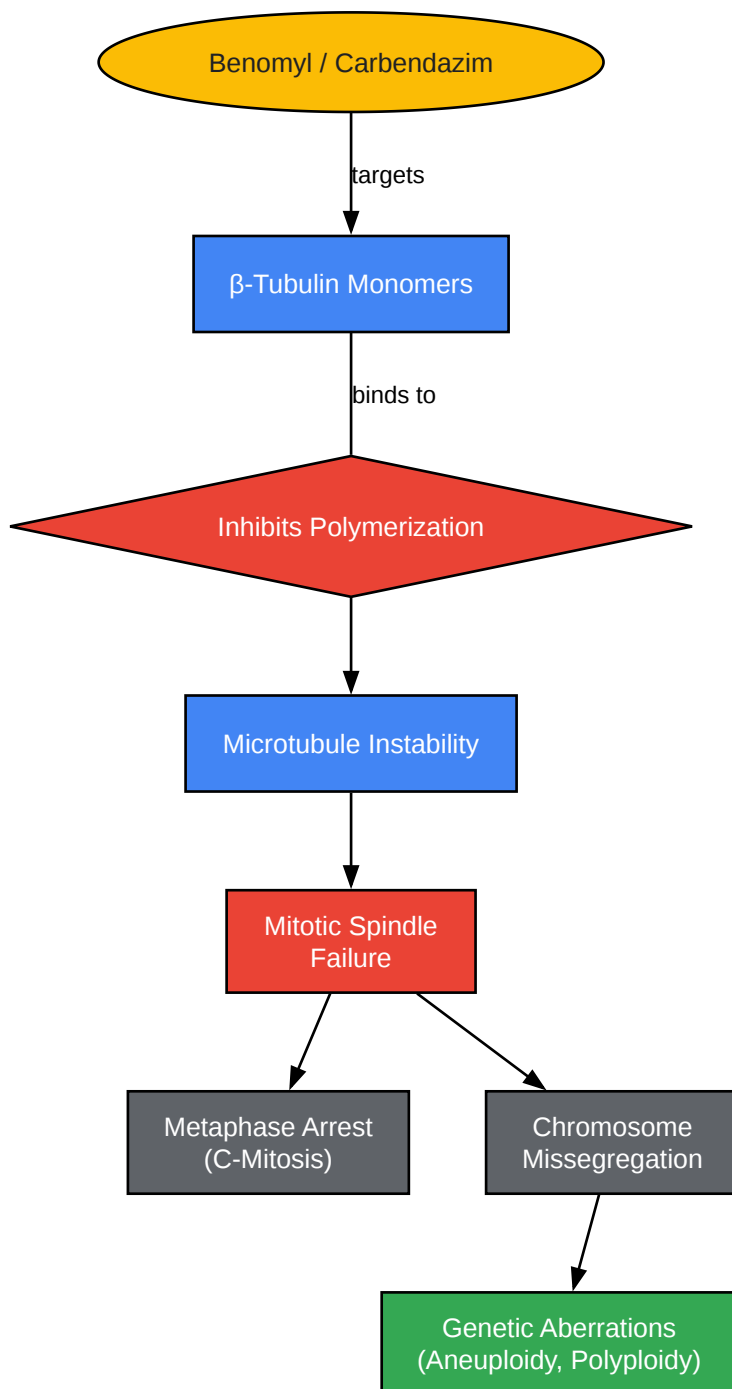 Benomyl / Carbendazim
targets
β-Tubulin Monomers
binds to
Inhibits Polymerization
Microtubule Instability
Mitotic Spindle
Failure
Metaphase Arrest
(C-Mitosis)
Chromosome
Missegregation
Genetic Aberrations
(Aneuploidy, Polyploidy)